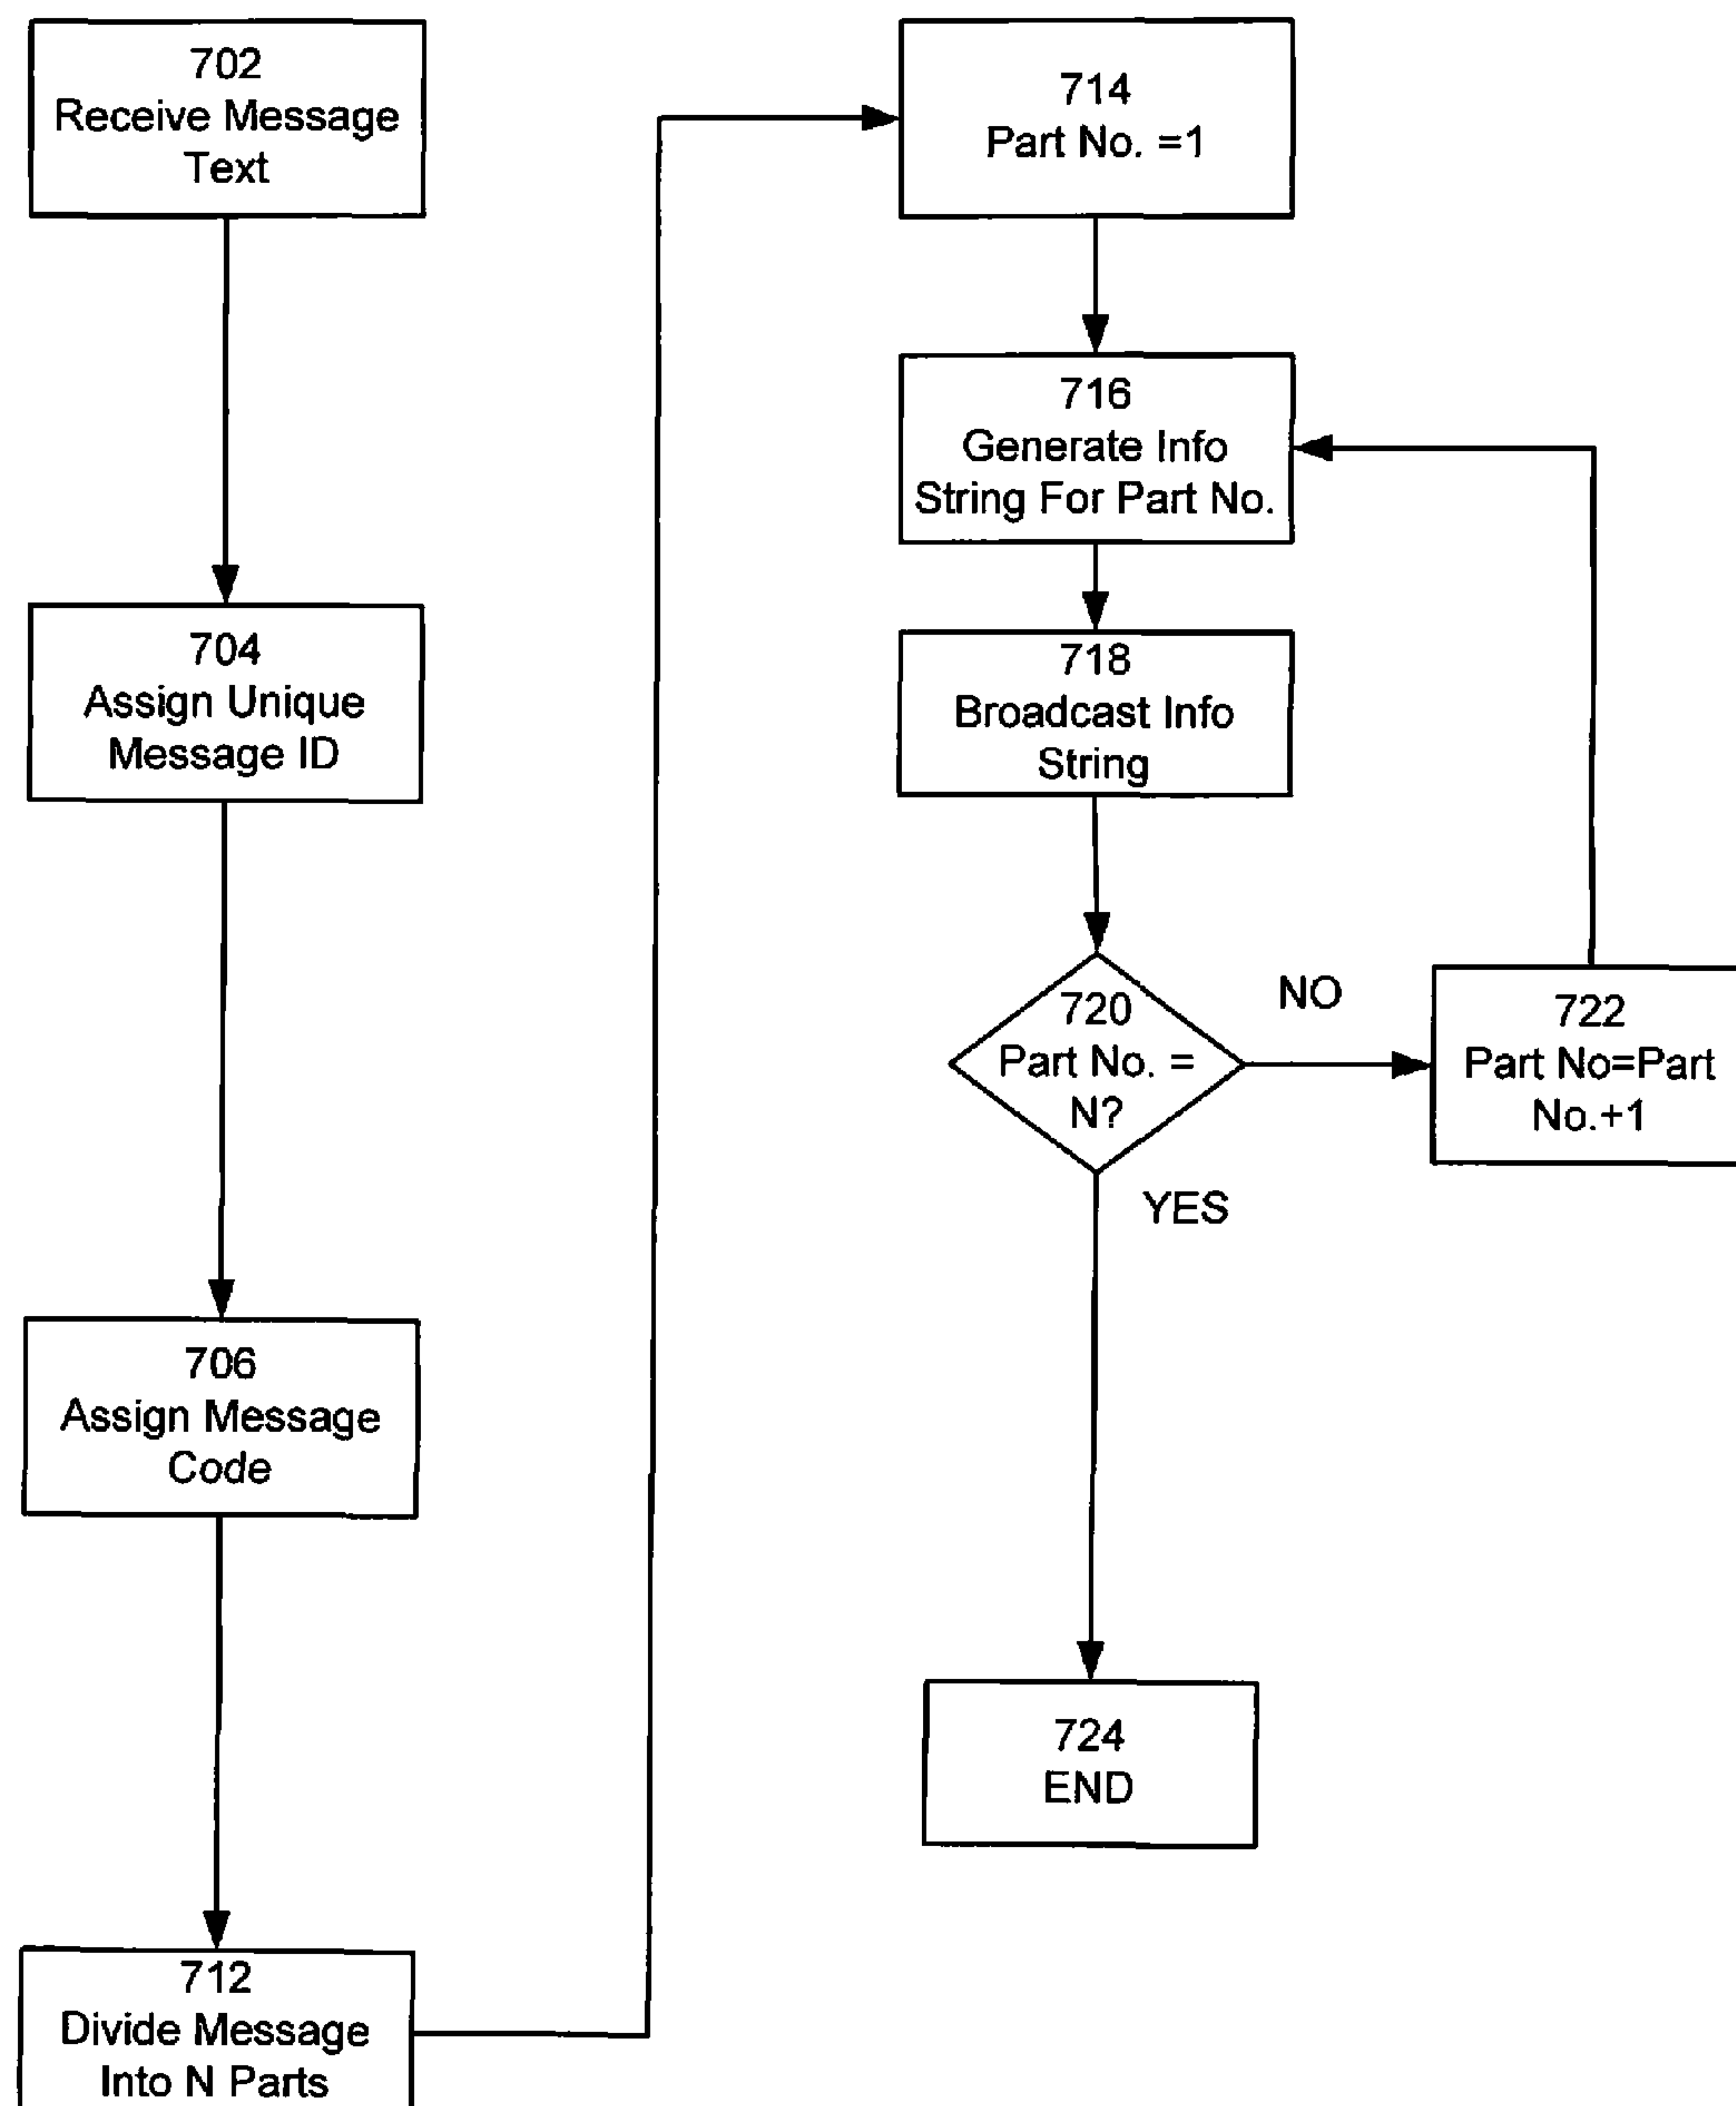 702
Receive Message
Text
704
Assign Unique
Message ID
706
Assign Message
Code
712
Divide Message
Into N Parts
714
Part No. =1
716
Generate Info
String For Part No.
718
Broadcast Info
String
720
Part No. =
N?
NO
YES
722
Part No=Part
No.+1
724
END